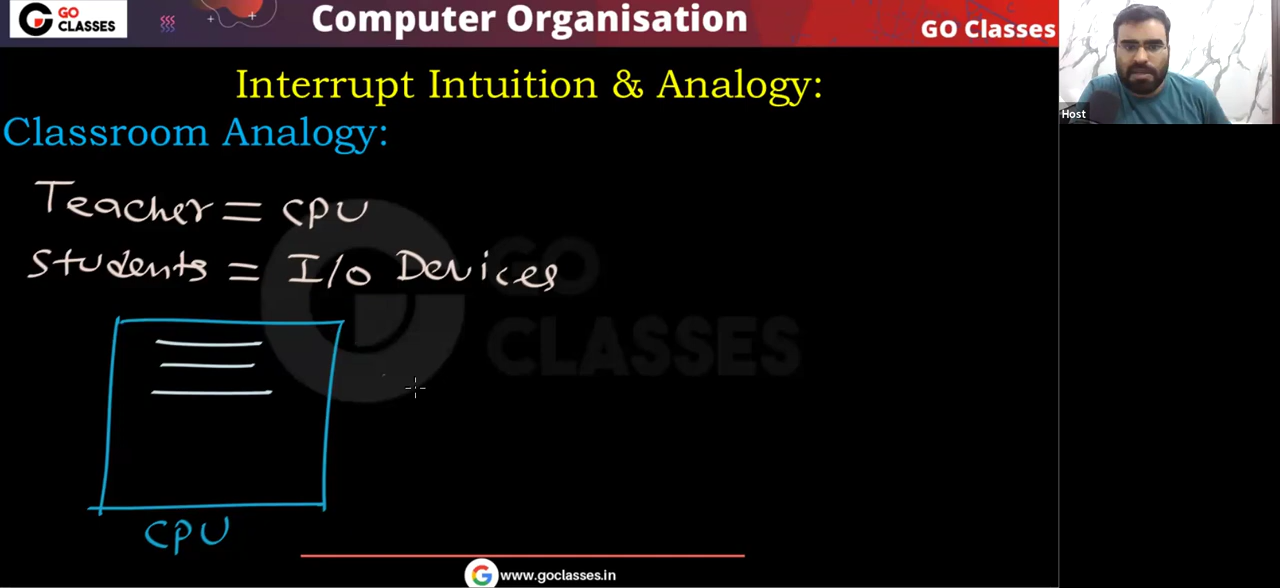 GO CLASSES
Computer Organisation
GO Classes
Interrupt Intuition & Analogy:
Host
Classroom Analogy:
Teacher = CPU
Students = I/O Devices
GO CLASSES
CPU
www.goclasses.in